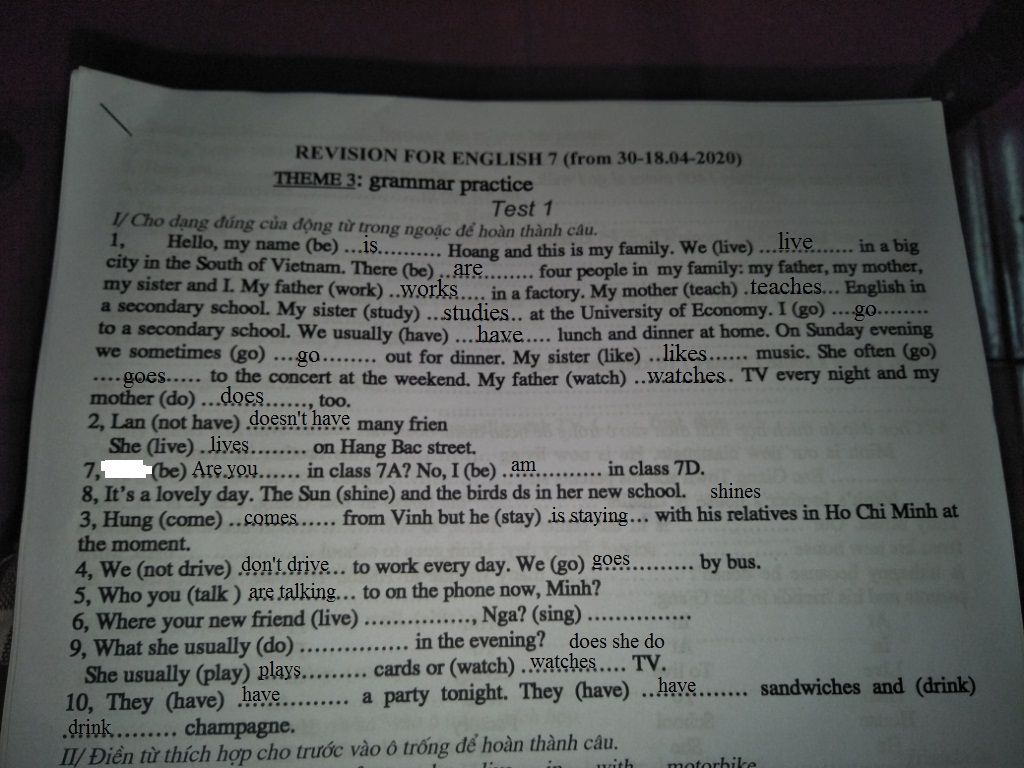 REVISION FOR ENGLISH 7 (from 30-18.04-2020)
THEME 3: grammar practice
Test 1
I/ Cho dạng đúng của động từ trong ngoặc để hoàn thành câu.
1, Hello, my name (be) ...is........... Hoang and this is my family. We (live) ...live........ in a big
city in the South of Vietnam. There (be) ..are......... four people in my family: my father, my mother,
my sister and I. My father (work) ..works.... in a factory. My mother (teach) .teaches... English in
a secondary school. My sister (study) ...studies.. at the University of Economy. I (go) ....go........
to a secondary school. We usually (have) ...have..... lunch and dinner at home. On Sunday evening
we sometimes (go) ....go........ out for dinner. My sister (like) ..likes...... music. She often (go)
....goes..... to the concert at the weekend. My father (watch) ..watches.. TV every night and my
mother (do) ...does......, too.
2, Lan (not have) .doesn't have many frien
She (live) ..lives......... on Hang Bac street.
7, (be) Are you...... in class 7A? No, I (be) ..am............ in class 7D.
8, It's a lovely day. The Sun (shine) and the birds ds in her new school. shines
3, Hung (come) ..comes...... from Vinh but he (stay) .is staying... with his relatives in Ho Chi Minh at
the moment.
4, We (not drive) .don't drive.. to work every day. We (go) goes........... by bus.
5, Who you (talk ) are talking... to on the phone now, Minh?
6, Where your new friend (live) ..............., Nga? (sing) ...............
9, What she usually (do) ............... in the evening? does she do
She usually (play) plays......... cards or (watch) .watches.... TV.
10, They (have) have............ a party tonight. They (have) ..have........ sandwiches and (drink)
.drink.......... champagne.
II/ Điền từ thích hợp cho trước vào ô trống để hoàn thành câu.
live in with motorbike